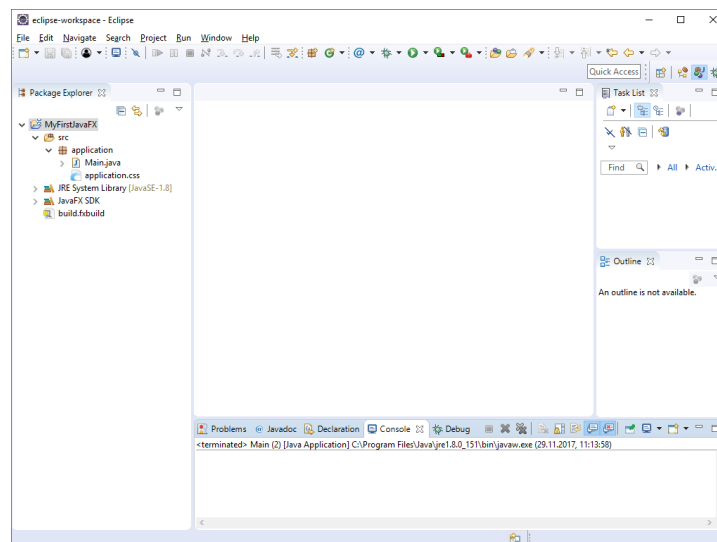 eclipse-workspace - Eclipse
File Edit Navigate Search Project Run Window Help
Quick Access
Package Explorer
MyFirstJavaFX
src
application
Main.java
application.css
JRE System Library [JavaSE-1.8]
JavaFX SDK
build.fxbuild
Task List
Find All Activ...
Outline
An outline is not available.
Problems Javadoc Declaration Console Debug
<terminated> Main (2) [Java Application] C:\Program Files\Java\jre1.8.0_151\bin\javaw.exe (29.11.2017, 11:13:58)